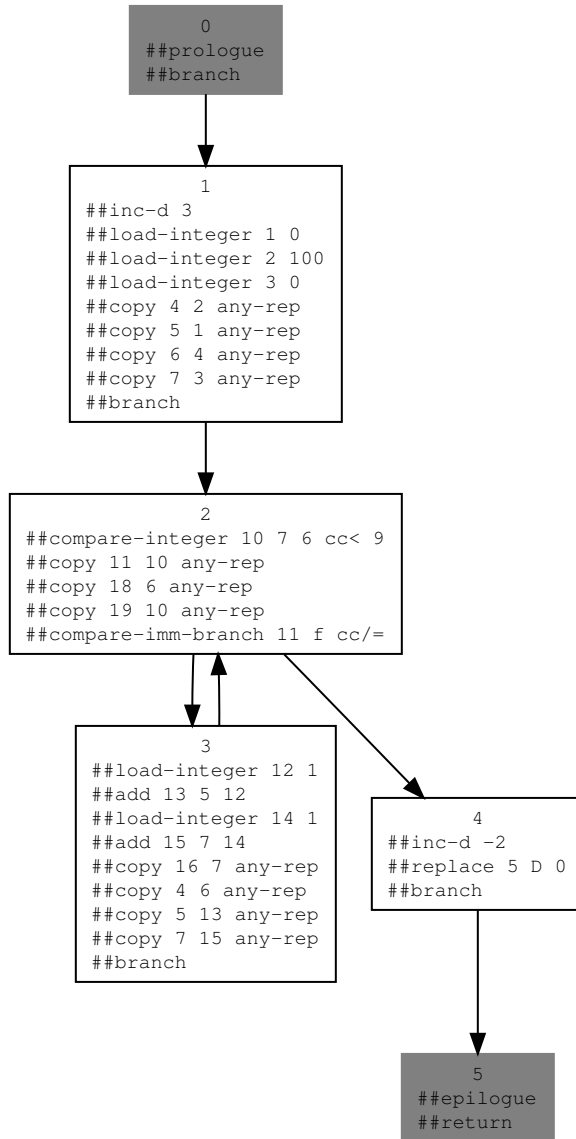 0
##prologue
##branch
1
##inc-d 3
##load-integer 1 0
##load-integer 2 100
##load-integer 3 0
##copy 4 2 any-rep
##copy 5 1 any-rep
##copy 6 4 any-rep
##copy 7 3 any-rep
##branch
2
##compare-integer 10 7 6 cc< 9
##copy 11 10 any-rep
##copy 18 6 any-rep
##copy 19 10 any-rep
##compare-imm-branch 11 f cc/=
3
##load-integer 12 1
##add 13 5 12
##load-integer 14 1
##add 15 7 14
##copy 16 7 any-rep
##copy 4 6 any-rep
##copy 5 13 any-rep
##copy 7 15 any-rep
##branch
4
##inc-d -2
##replace 5 D 0
##branch
5
##epilogue
##return